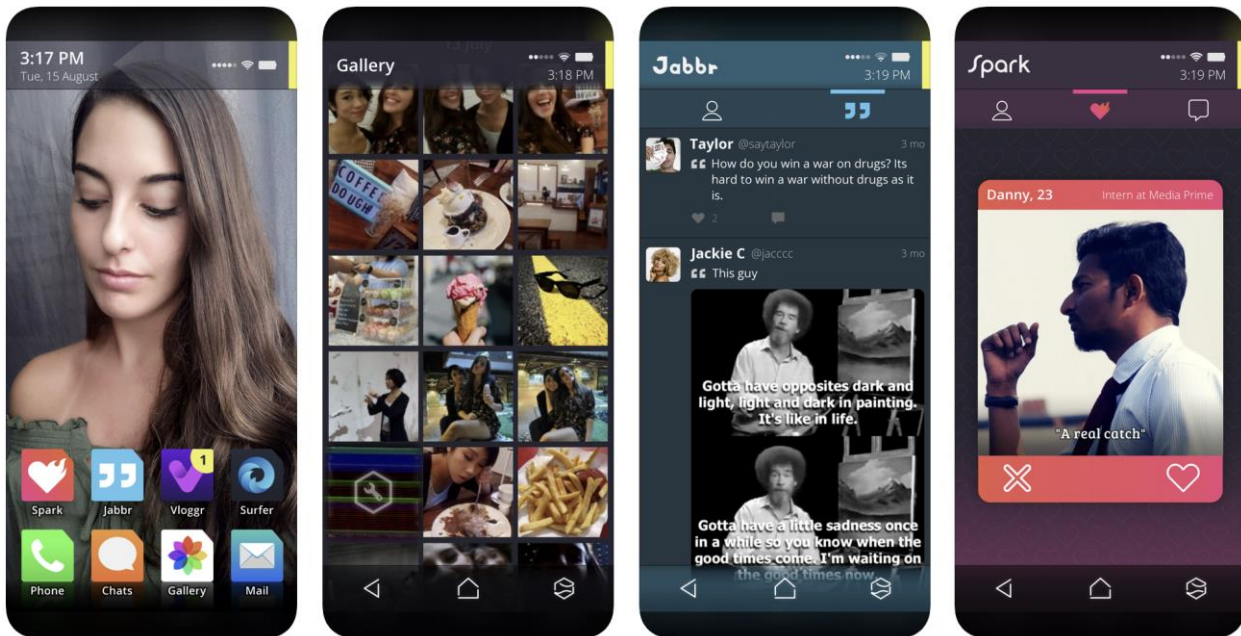 3:17 PM
Tue, 15 August
1
Spark
Jabbr
Vloggr
Surfer
Phone
Chats
Gallery
Mail
13 July
Gallery
3:18 PM
COFFEE
DOUGH
Jabbr
3:19 PM
Taylor @saytaylor
3 mo
How do you win a war on drugs? Its
hard to win a war without drugs as it
is.
2
Jackie C @jacccc
3 mo
This guy
Gotta have opposites dark and
light, light and dark in painting.
It's like in life.
Gotta have a little sadness once
in a while so you know when the
good times come. I'm waiting on
the good times now.
Spark
3:19 PM
Danny, 23
Intern at Media Prime
"A real catch"